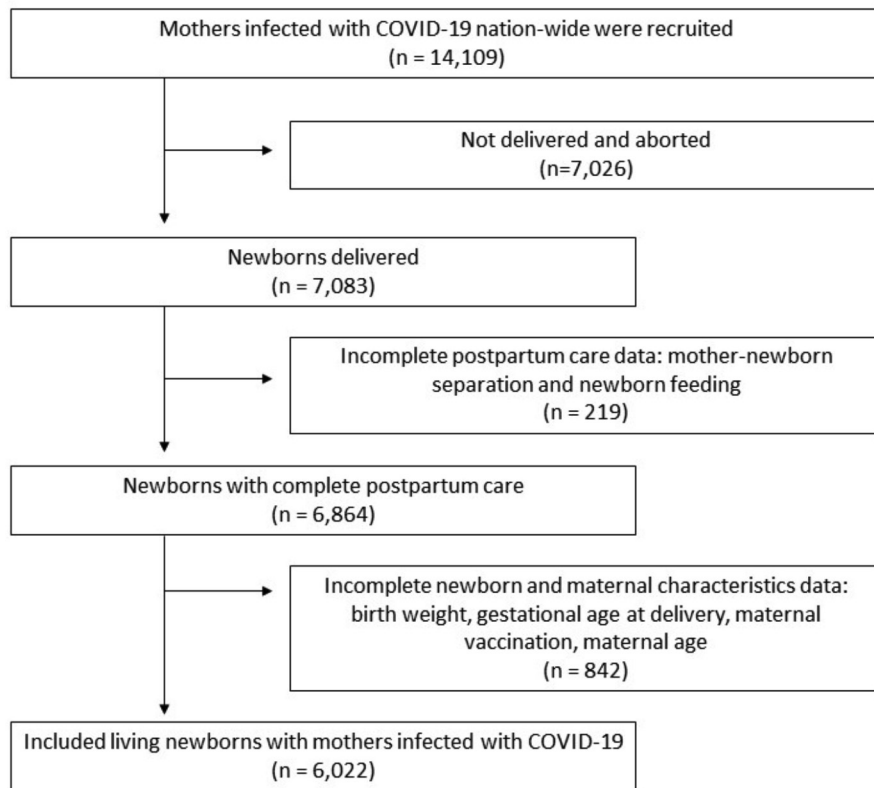 Mothers infected with COVID-19 nation-wide were recruited
(n = 14,109)
Not delivered and aborted
(n=7,026)
Newborns delivered
(n = 7,083)
Incomplete postpartum care data: mother-newborn
separation and newborn feeding
(n = 219)
Newborns with complete postpartum care
(n = 6,864)
Incomplete newborn and maternal characteristics data:
birth weight, gestational age at delivery, maternal
vaccination, maternal age
(n = 842)
Included living newborns with mothers infected with COVID-19
(n = 6,022)